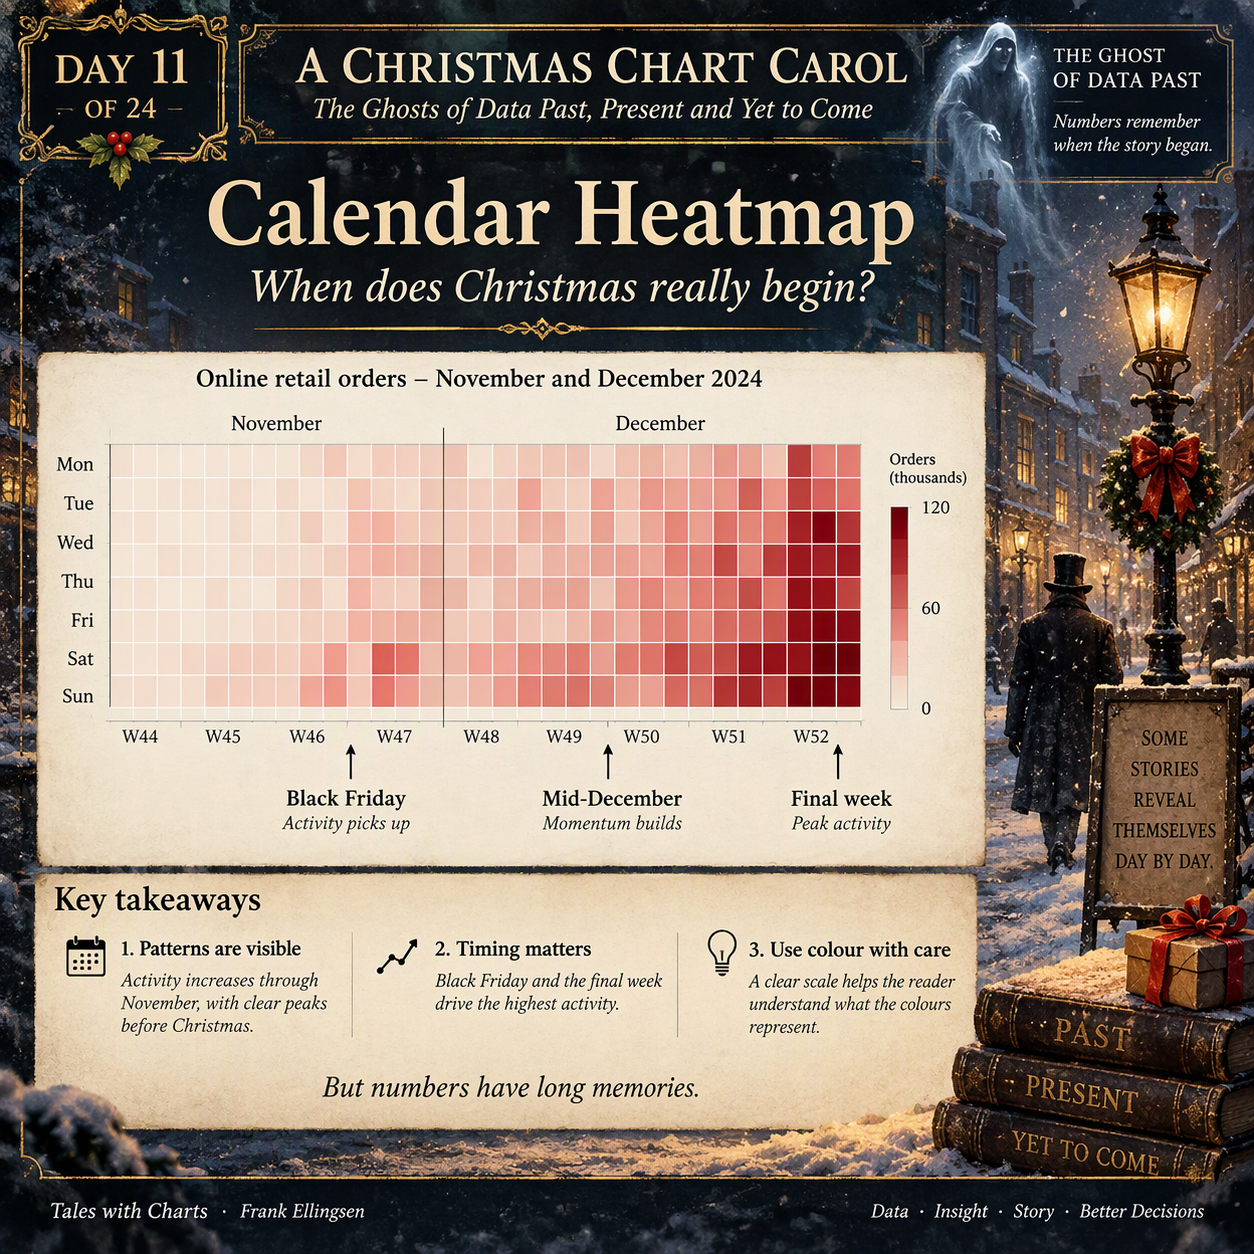 DAY 11
OF 24
A CHRISTMAS CHART CAROL
The Ghosts of Data Past, Present and Yet to Come
THE GHOST
OF DATA PAST
Numbers remember
when the story began.
Calendar Heatmap
When does Christmas really begin?
Online retail orders – November and December 2024
November
December
Mon
Tue
Wed
Thu
Fri
Sat
Sun
Orders
(thousands)
120
60
0
W44 W45 W46 W47 W48 W49 W50 W51 W52
Black Friday
Activity picks up
Mid-December
Momentum builds
Final week
Peak activity
SOME
STORIES
REVEAL
THEMSELVES
DAY BY DAY.
Key takeaways
1. Patterns are visible
Activity increases through
November, with clear peaks
before Christmas.
2. Timing matters
Black Friday and the final week
drive the highest activity.
3. Use colour with care
A clear scale helps the reader
understand what the colours
represent.
But numbers have long memories.
PAST
PRESENT
YET TO COME
Tales with Charts · Frank Ellingsen
Data · Insight · Story · Better Decisions